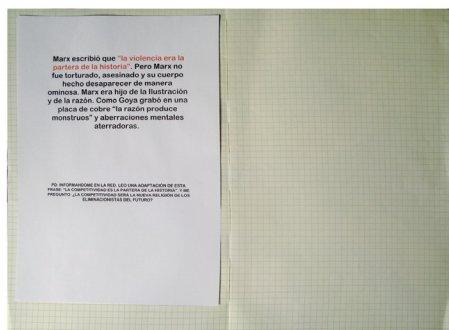 Marx escribió que "la violencia era la
partera de la historia". Pero Marx no
fue torturado, asesinado y su cuerpo
hecho desaparecer de manera
ominosa. Marx era hijo de la Ilustración
y de la razón. Como Goya grabó en una
placa de cobre "la razón produce
monstruos" y aberraciones mentales
aterradoras.
PD: INFORMANDOME EN LA RED, LEO UNA ADAPTACIÓN DE ESTA
FRASE: "LA COMPETITIVIDAD ES LA PARTERA DE LA HISTORIA". Y ME
PREGUNTO: ¿LA COMPETITIVIDAD SERÁ LA NUEVA RELIGIÓN DE LOS
ELIMINACIONISTAS DEL FUTURO?